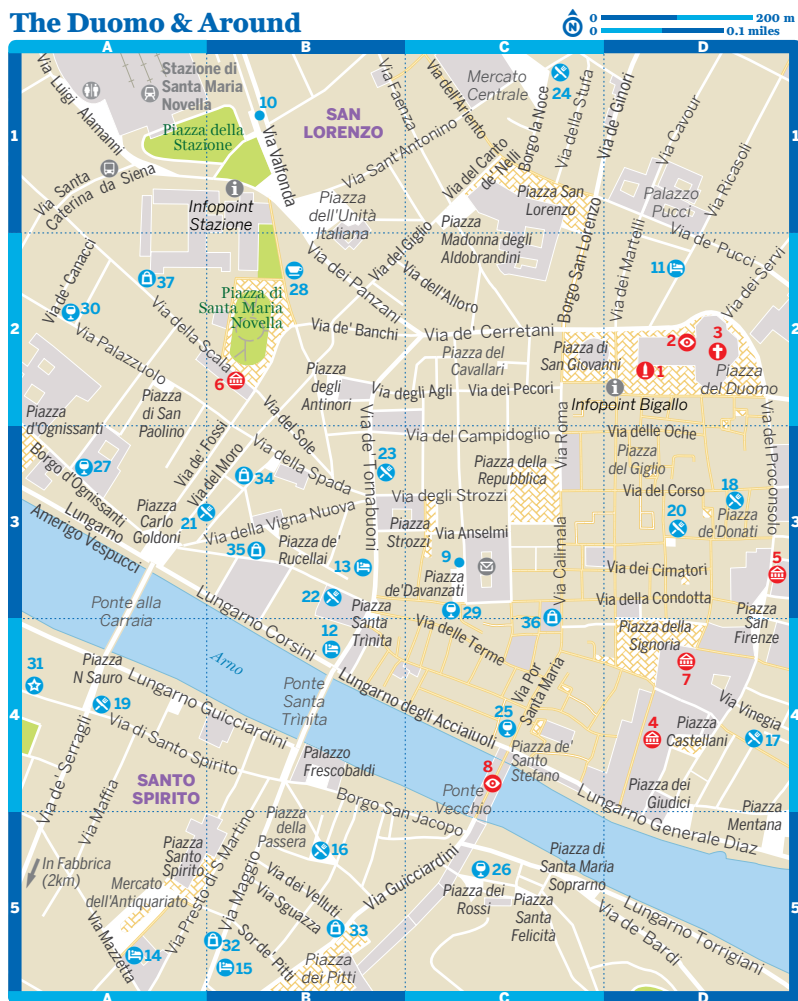 The Duomo & Around
N
0
200 m
0
0.1 miles
A
B
C
D
1
1
2
2
3
3
4
4
5
5
A
B
C
D
Via Luigi Alamanni
Stazione di
Santa Maria
Novella
10
SAN
LORENZO
Via Faenza
Via dell'Ariento
Mercato
Centrale
24
Borgo la Noce
Via della Stufa
Via de' Ginori
Via Cavour
Via Ricasoli
Piazza della
Stazione
Via Valfonda
Via Sant'Antonino
Via del Canto
de' Nelli
Via Santa
Caterina da Siena
Infopoint
Stazione
Piazza
dell'Unità
Italiana
Piazza San
Lorenzo
Palazzo
Pucci
Via del Giglio
Piazza
Madonna degli
Aldobrandini
Borgo San Lorenzo
Via dei Martelli
Via de' Pucci
11
Via dei Servi
Via de' Canacci
37
28
Via dei Panzani
Via dell'Alloro
30
Piazza di
Santa Maria
Novella
Via Palazzuolo
Via della Scala
Via de' Banchi
Via de' Cerretani
Piazza del
Cavallari
Piazza di
San Giovanni
2
3
1
Piazza
del Duomo
6
Piazza
degli
Antinori
Via degli Agli
Via dei Pecori
Infopoint Bigallo
Piazza
d'Ognissanti
Piazza
di San
Paolino
Via del Sole
Via de' Fossi
Via del Moro
Via de' Tornabuoni
Via del Campidoglio
Via Roma
Via delle Oche
Piazza
del Giglio
Via del Proconsolo
Borgo d'Ognissanti
27
34
Via della Spada
23
Piazza della
Repubblica
Via del Corso
18
Lungarno
Amerigo Vespucci
Piazza
Carlo
Goldoni
21
Via della Vigna Nuova
Via degli Strozzi
20
Piazza
de'Donati
35
Piazza de'
Rucellai
13
Piazza
Strozzi
Via Anselmi
9
Via Calimala
5
Via dei Cimatori
Piazza
de'Davanzati
22
29
36
Via della Condotta
Ponte alla
Carraia
Lungarno Corsini
12
Piazza
Santa
Trìnita
Via delle Terme
Piazza della
Signoria
Piazza
San
Firenze
31
Piazza
N Sauro
Arno
7
19
Lungarno Guicciardini
Ponte
Santa
Trìnita
Lungarno degli Acciaiuoli
Via Por
Santa Maria
25
Via Vinegia
4
Piazza
Castellani
17
Via de' Serragli
Via di Santo Spirito
Piazza de'
Santo
Stefano
Palazzo
Frescobaldi
8
Ponte
Vecchio
SANTO
SPIRITO
Via Maffia
Borgo San Jacopo
Piazza dei
Giudici
Lungarno Generale Diaz
Piazza
Mentana
Piazza
Santo
Spirito
Piazza
della
Passera
16
In Fabbrica
(2km)
Via Presto di S Martino
Via Maggio
Via Guicciardini
26
Piazza di
Santa Maria
Soprarno
Mercato
dell'Antiquariato
Via dei Velluti
Via Sguazza
Piazza dei
Rossi
Piazza
Santa
Felicità
Via de' Bardi
Lungarno Torrigiani
Via Mazzetta
14
32
15
Sdr de' Pitti
33
Piazza
dei Pitti